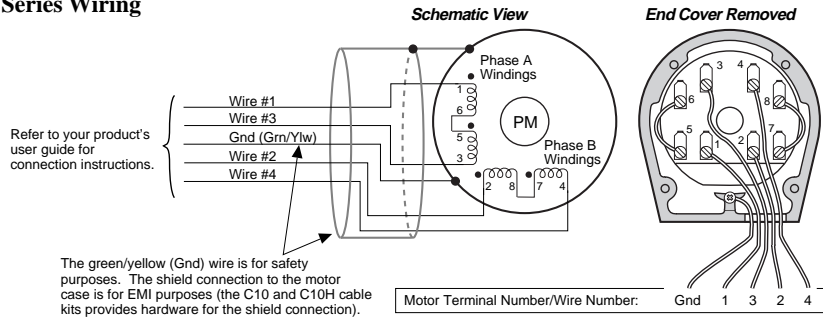 Series Wiring
Schematic View
End Cover Removed
Phase A
Windings
1
6
5
3
PM
Phase B
Windings
2 8 7 4
Wire #1
Wire #3
Gnd (Grn/Ylw)
Wire #2
Wire #4
Refer to your product's
user guide for
connection instructions.
The green/yellow (Gnd) wire is for safety
purposes. The shield connection to the motor
case is for EMI purposes (the C10 and C10H cable
kits provides hardware for the shield connection).
3 4
6 8
5 1 2 7
Motor Terminal Number/Wire Number: Gnd 1 3 2 4